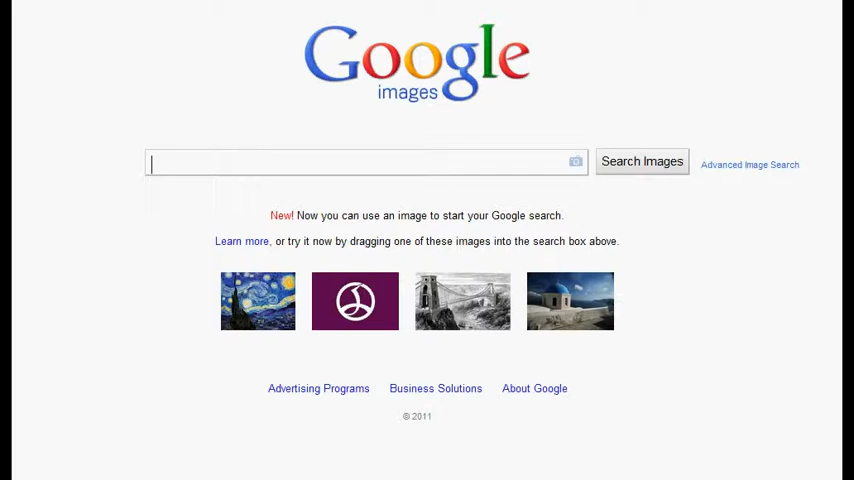 Google
images
Search Images
Advanced Image Search
New! Now you can use an image to start your Google search.
Learn more, or try it now by dragging one of these images into the search box above.
Advertising Programs Business Solutions About Google
© 2011